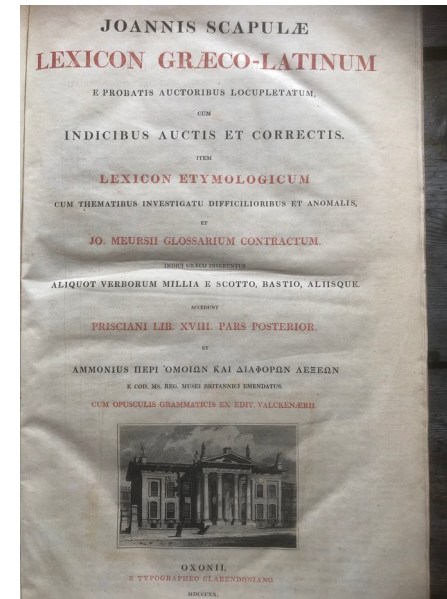 JOANNIS SCAPULÆ
LEXICON GRÆCO-LATINUM
E PROBATIS AUCTORIBUS LOCUPLETATUM,
CUM
INDICIBUS AUCTIS ET CORRECTIS.
ITEM
LEXICON ETYMOLOGICUM
CUM THEMATIBUS INVESTIGATU DIFFICILIORIBUS ET ANOMALIS,
ET
JO. MEURSII GLOSSARIUM CONTRACTUM.
INDICI GRÆCO INSERUNTUR
ALIQUOT VERBORUM MILLIA E SCOTTO, BASTIO, ALIISQUE.
ACCEDUNT
PRISCIANI LIB. XVIII. PARS POSTERIOR,
ET
AMMONIUS ΠΕΡΙ ὉΜΟΙΩΝ ΚΑΙ ΔΙΑΦΟΡΩΝ ΛΕΞΕΩΝ
E COD. MS. REG. MUSEI BRITANNICI EMENDATUS
CUM OPUSCULIS GRAMMATICIS EX EDIT. VALCKENÆRII
OXONII,
E TYPOGRAPHEO CLARENDONIANO
MDCCCXX.